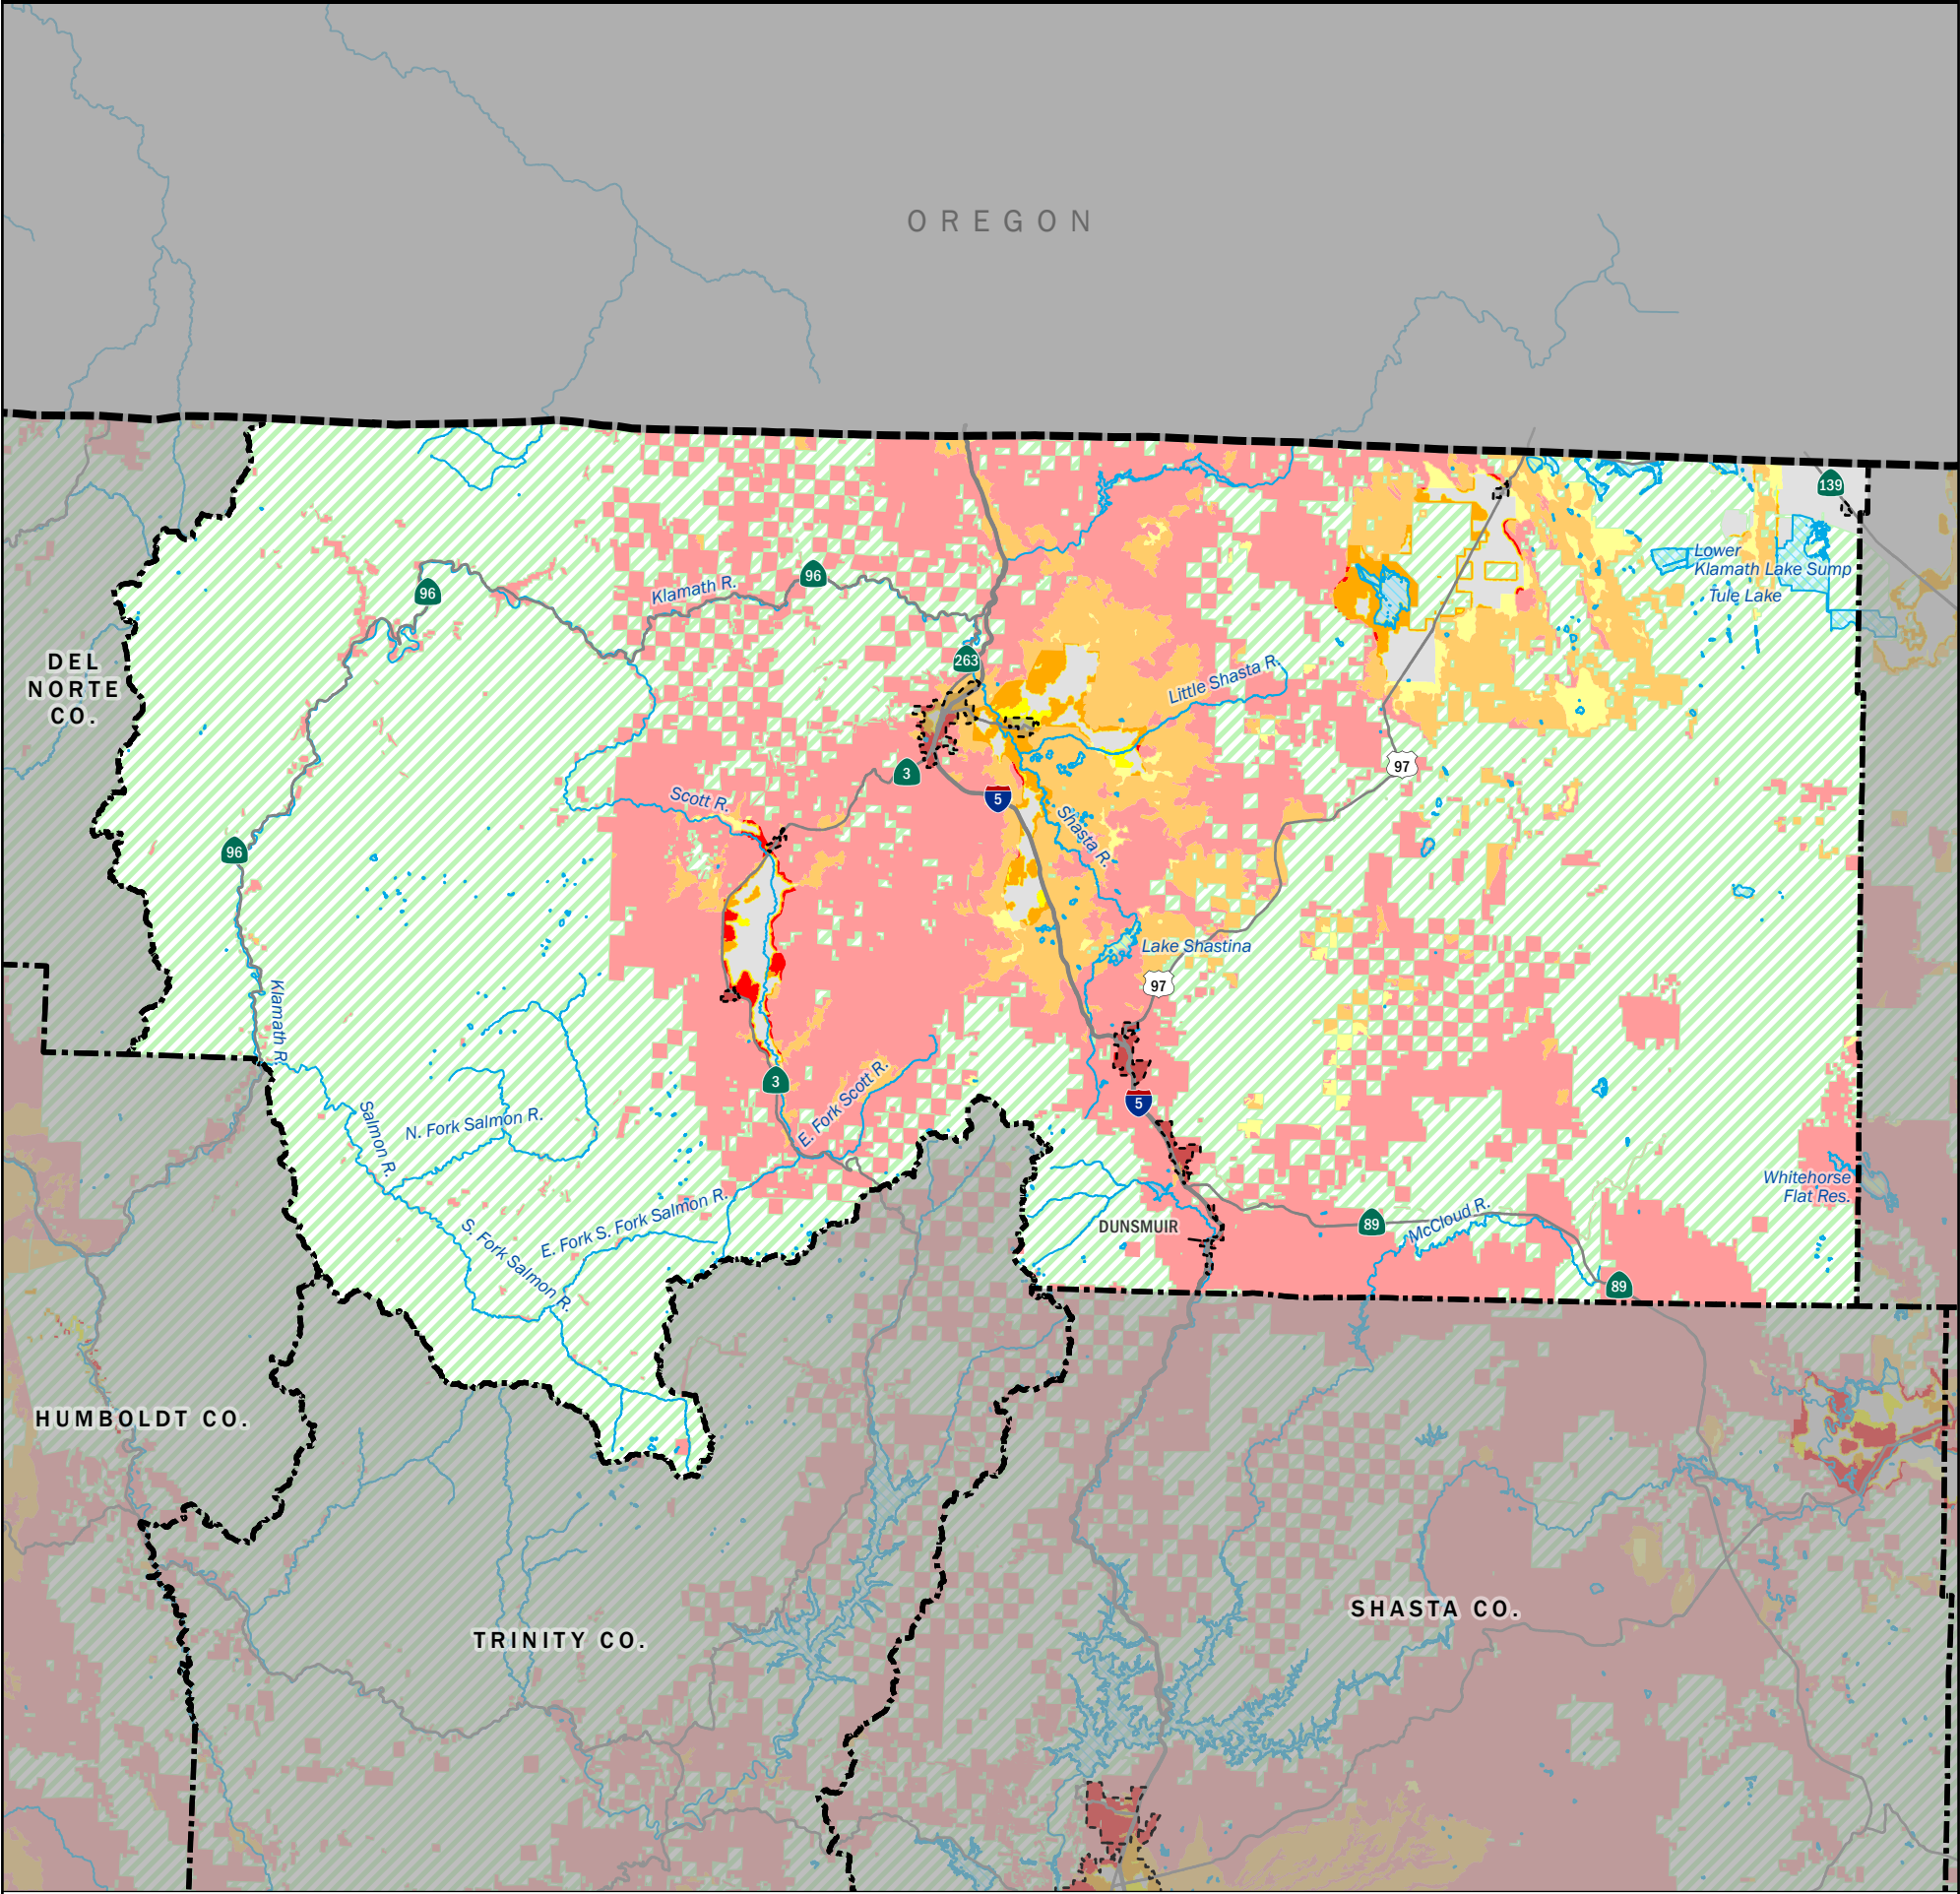 OREGON
139
Lower
Klamath Lake Sump
Tule Lake
96
96
Klamath R.
263
DEL
NORTE
CO.
Little Shasta R.
3
97
5
Scott R.
Shasta R.
96
Lake Shastina
97
Klamath R.
3
5
E. Fork Scott R.
Salmon R.
N. Fork Salmon R.
Whitehorse
Flat Res.
E. Fork S. Fork Salmon R.
S. Fork Salmon R.
DUNSMUIR
89
McCloud R.
89
HUMBOLDT CO.
SHASTA CO.
TRINITY CO.